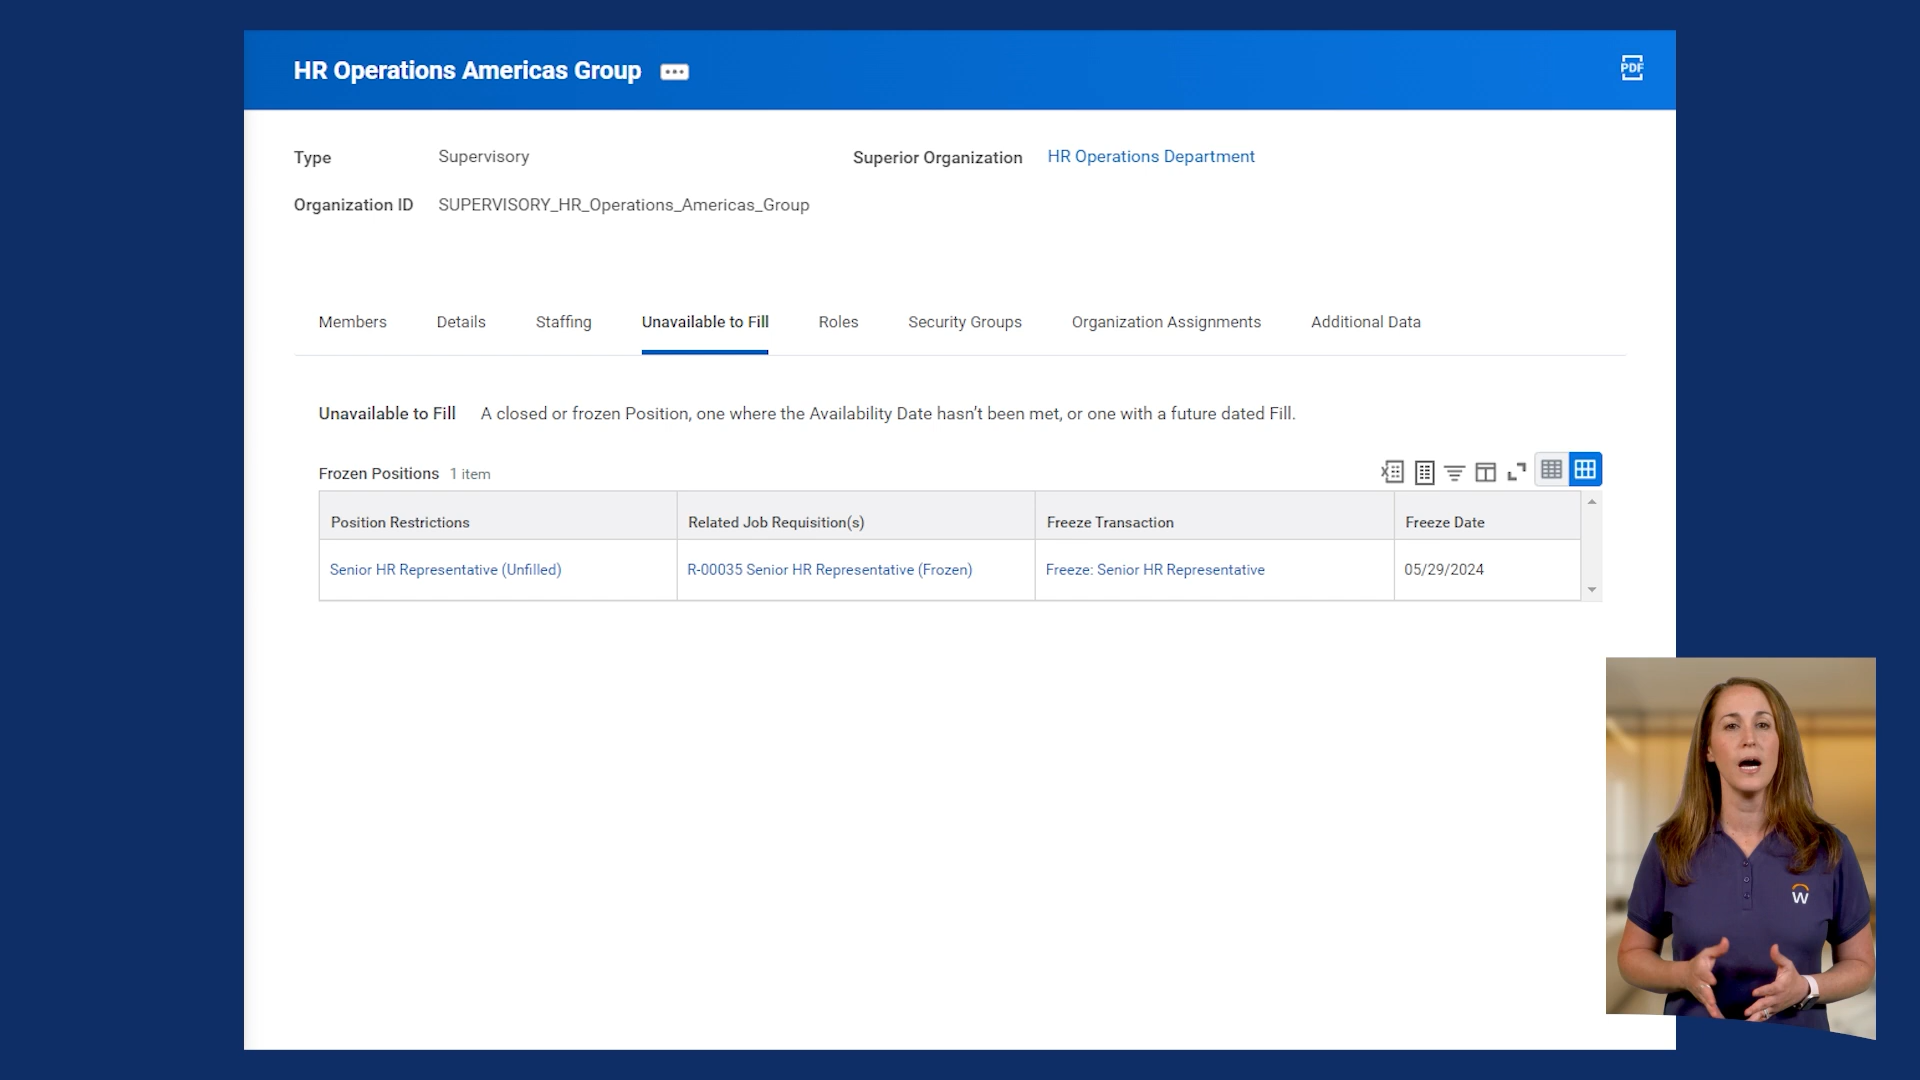 HR Operations Americas Group
PDF
Type Supervisory Superior Organization HR Operations Department
Organization ID SUPERVISORY_HR_Operations_Americas_Group
Members Details Staffing Unavailable to Fill Roles Security Groups Organization Assignments Additional Data
Unavailable to Fill A closed or frozen Position, one where the Availability Date hasn't been met, or one with a future dated Fill.
Frozen Positions 1 item
Position Restrictions Related Job Requisition(s) Freeze Transaction Freeze Date
Senior HR Representative (Unfilled) R-00035 Senior HR Representative (Frozen) Freeze: Senior HR Representative 05/29/2024
W